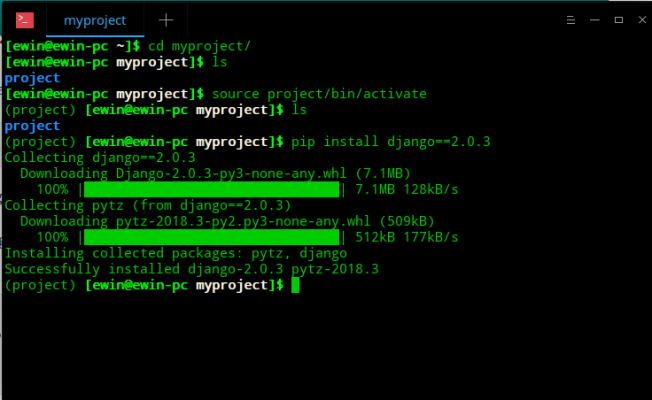 myproject
[ewin@ewin-pc ~]$ cd myproject/
[ewin@ewin-pc myproject]$ ls
project
[ewin@ewin-pc myproject]$ source project/bin/activate
(project) [ewin@ewin-pc myproject]$ ls
project
(project) [ewin@ewin-pc myproject]$ pip install django==2.0.3
Collecting django==2.0.3
  Downloading Django-2.0.3-py3-none-any.whl (7.1MB)
    100% |████████████████████████████████| 7.1MB 128kB/s
Collecting pytz (from django==2.0.3)
  Downloading pytz-2018.3-py2.py3-none-any.whl (509kB)
    100% |████████████████████████████████| 512kB 177kB/s
Installing collected packages: pytz, django
Successfully installed django-2.0.3 pytz-2018.3
(project) [ewin@ewin-pc myproject]$